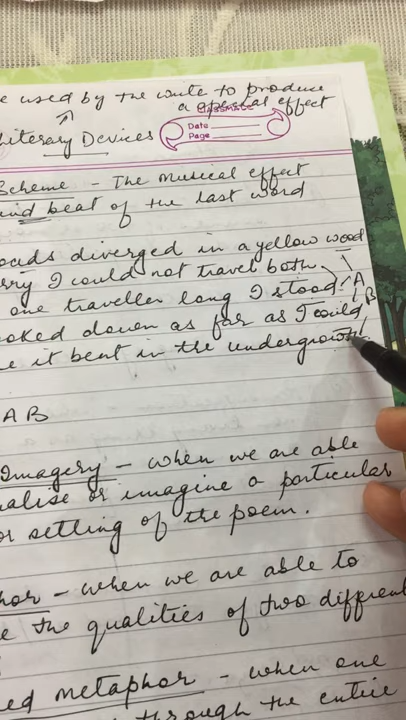 e used by the write to produce
a special effect
Literary Devices
CLASSMATE
Date
Page
Scheme - The musical effect
and beat of the last word
oads diverged in a yellow wood
rry I could not travel both
one traveller long I stood! A
ooked down as far as I could B
e it bent in the undergrowth!
A B
Imagery - when we are able
alise or imagine a particular
or setting of the poem.
hor - when we are able to
e the qualities of two different
ed metaphor - when one
through the entire